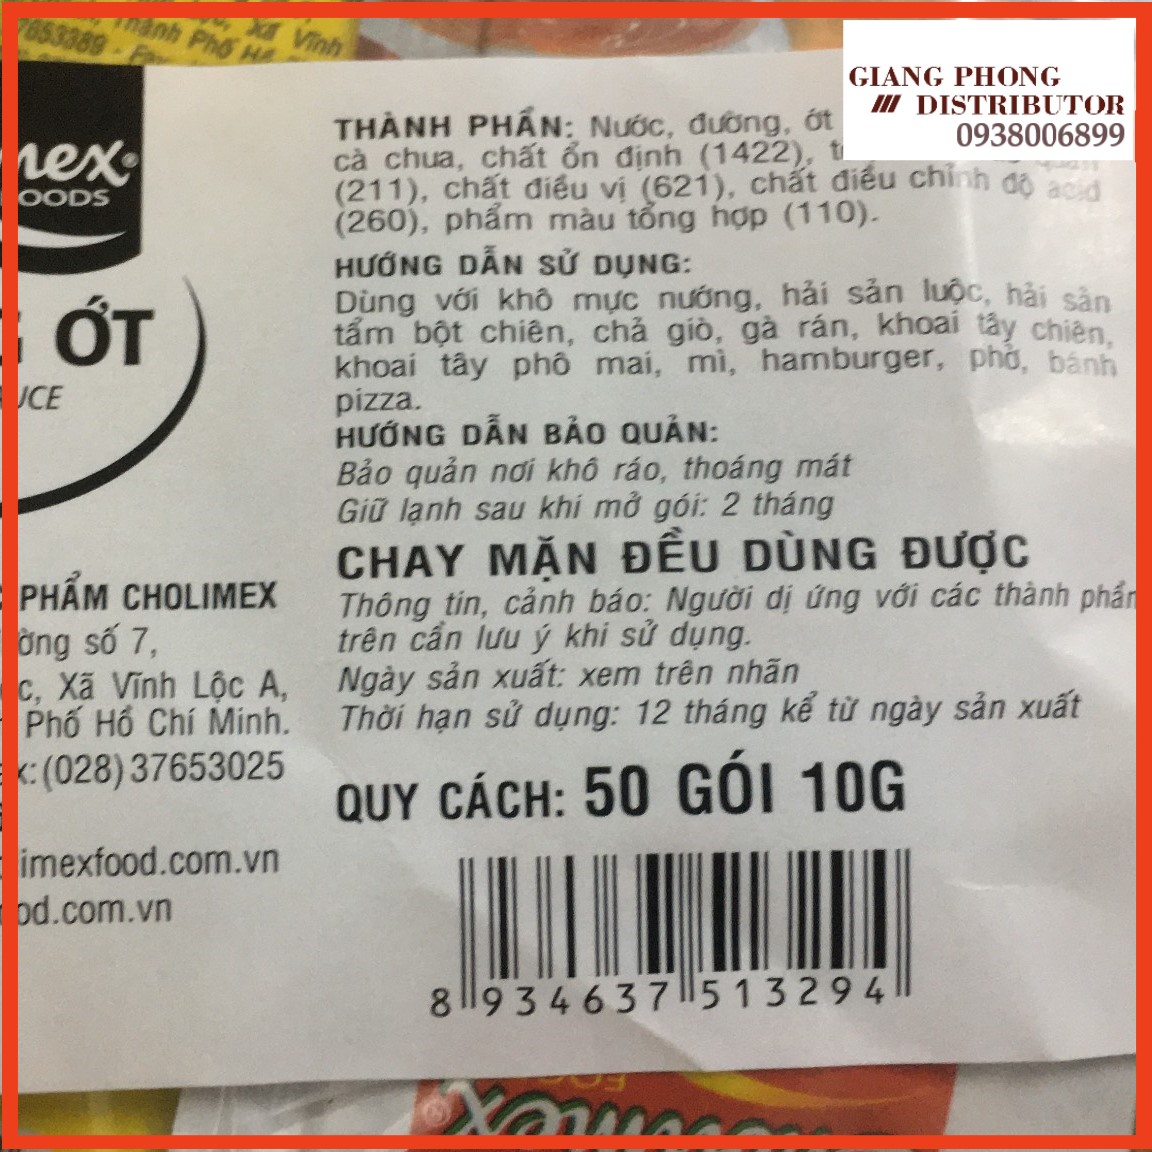 Thành Phố Hồ
Xã Vĩnh
GIANG PHONG
DISTRIBUTOR
0938006899
THÀNH PHẦN: Nước, đường, ớt
cà chua, chất ổn định (1422),
(211), chất điều vị (621), chất điều chỉnh độ acid
(260), phẩm màu tổng hợp (110).
HƯỚNG DẪN SỬ DỤNG:
Dùng với khô mực nướng, hải sản luộc, hải sản
tẩm bột chiên, chả giò, gà rán, khoai tây chiên,
khoai tây phô mai, mì, hamburger, phở, bánh
pizza.
HƯỚNG DẪN BẢO QUẢN:
Bảo quản nơi khô ráo, thoáng mát
Giữ lạnh sau khi mở gói: 2 tháng
CHAY MẶN ĐỀU DÙNG ĐƯỢC
Thông tin, cảnh báo: Người dị ứng với các thành phần
trên cần lưu ý khi sử dụng.
Ngày sản xuất: xem trên nhãn
Thời hạn sử dụng: 12 tháng kể từ ngày sản xuất
QUY CÁCH: 50 GÓI 10G
8 934637 513294
mex®
OODS
ỚT
UCE
PHẨM CHOLIMEX
ờng số 7,
c, Xã Vĩnh Lộc A,
Phố Hồ Chí Minh.
x: (028) 37653025
imexfood.com.vn
od.com.vn